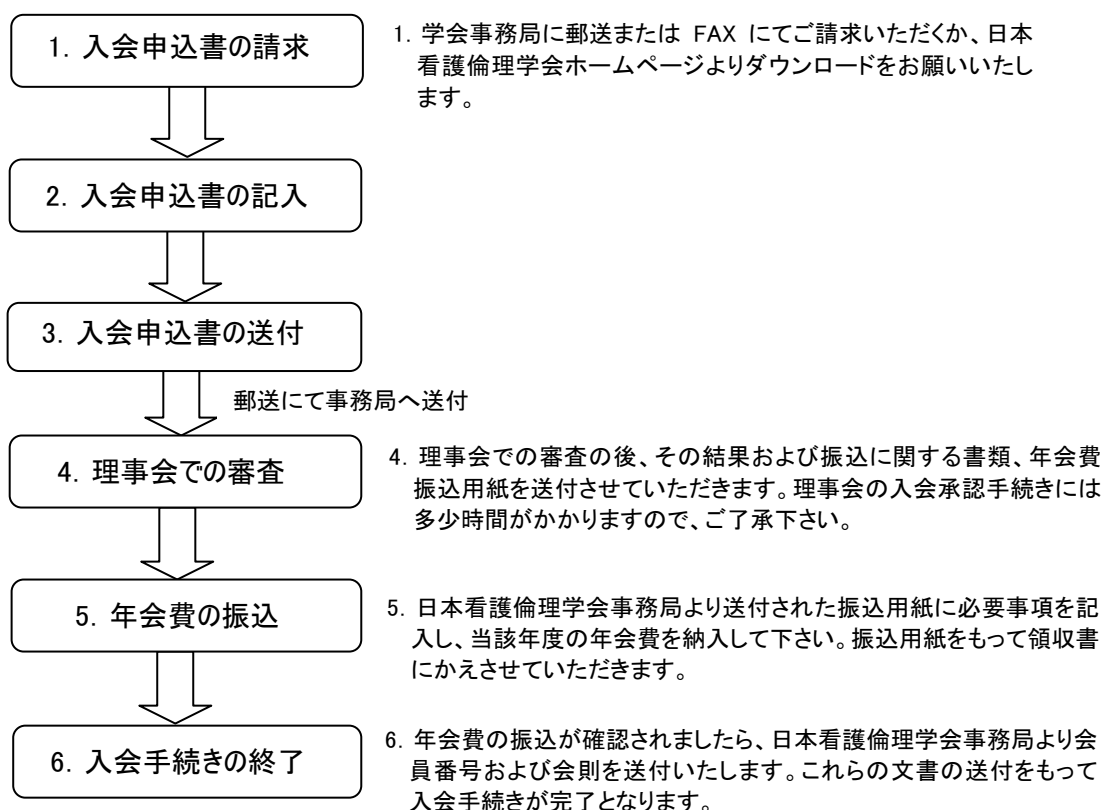 1. 入会申込書の請求
1. 学会事務局に郵送または FAX にてご請求いただくか、日本
看護倫理学会ホームページよりダウンロードをお願いいたし
ます。
2. 入会申込書の記入
3. 入会申込書の送付
郵送にて事務局へ送付
4. 理事会での審査
4. 理事会での審査の後、その結果および振込に関する書類、年会費
振込用紙を送付させていただきます。理事会の入会承認手続きには
多少時間がかかりますので、ご了承下さい。
5. 年会費の振込
5. 日本看護倫理学会事務局より送付された振込用紙に必要事項を記
入し、当該年度の年会費を納入して下さい。振込用紙をもって領収書
にかえさせていただきます。
6. 入会手続きの終了
6. 年会費の振込が確認されましたら、日本看護倫理学会事務局より会
員番号および会則を送付いたします。これらの文書の送付をもって
入会手続きが完了となります。